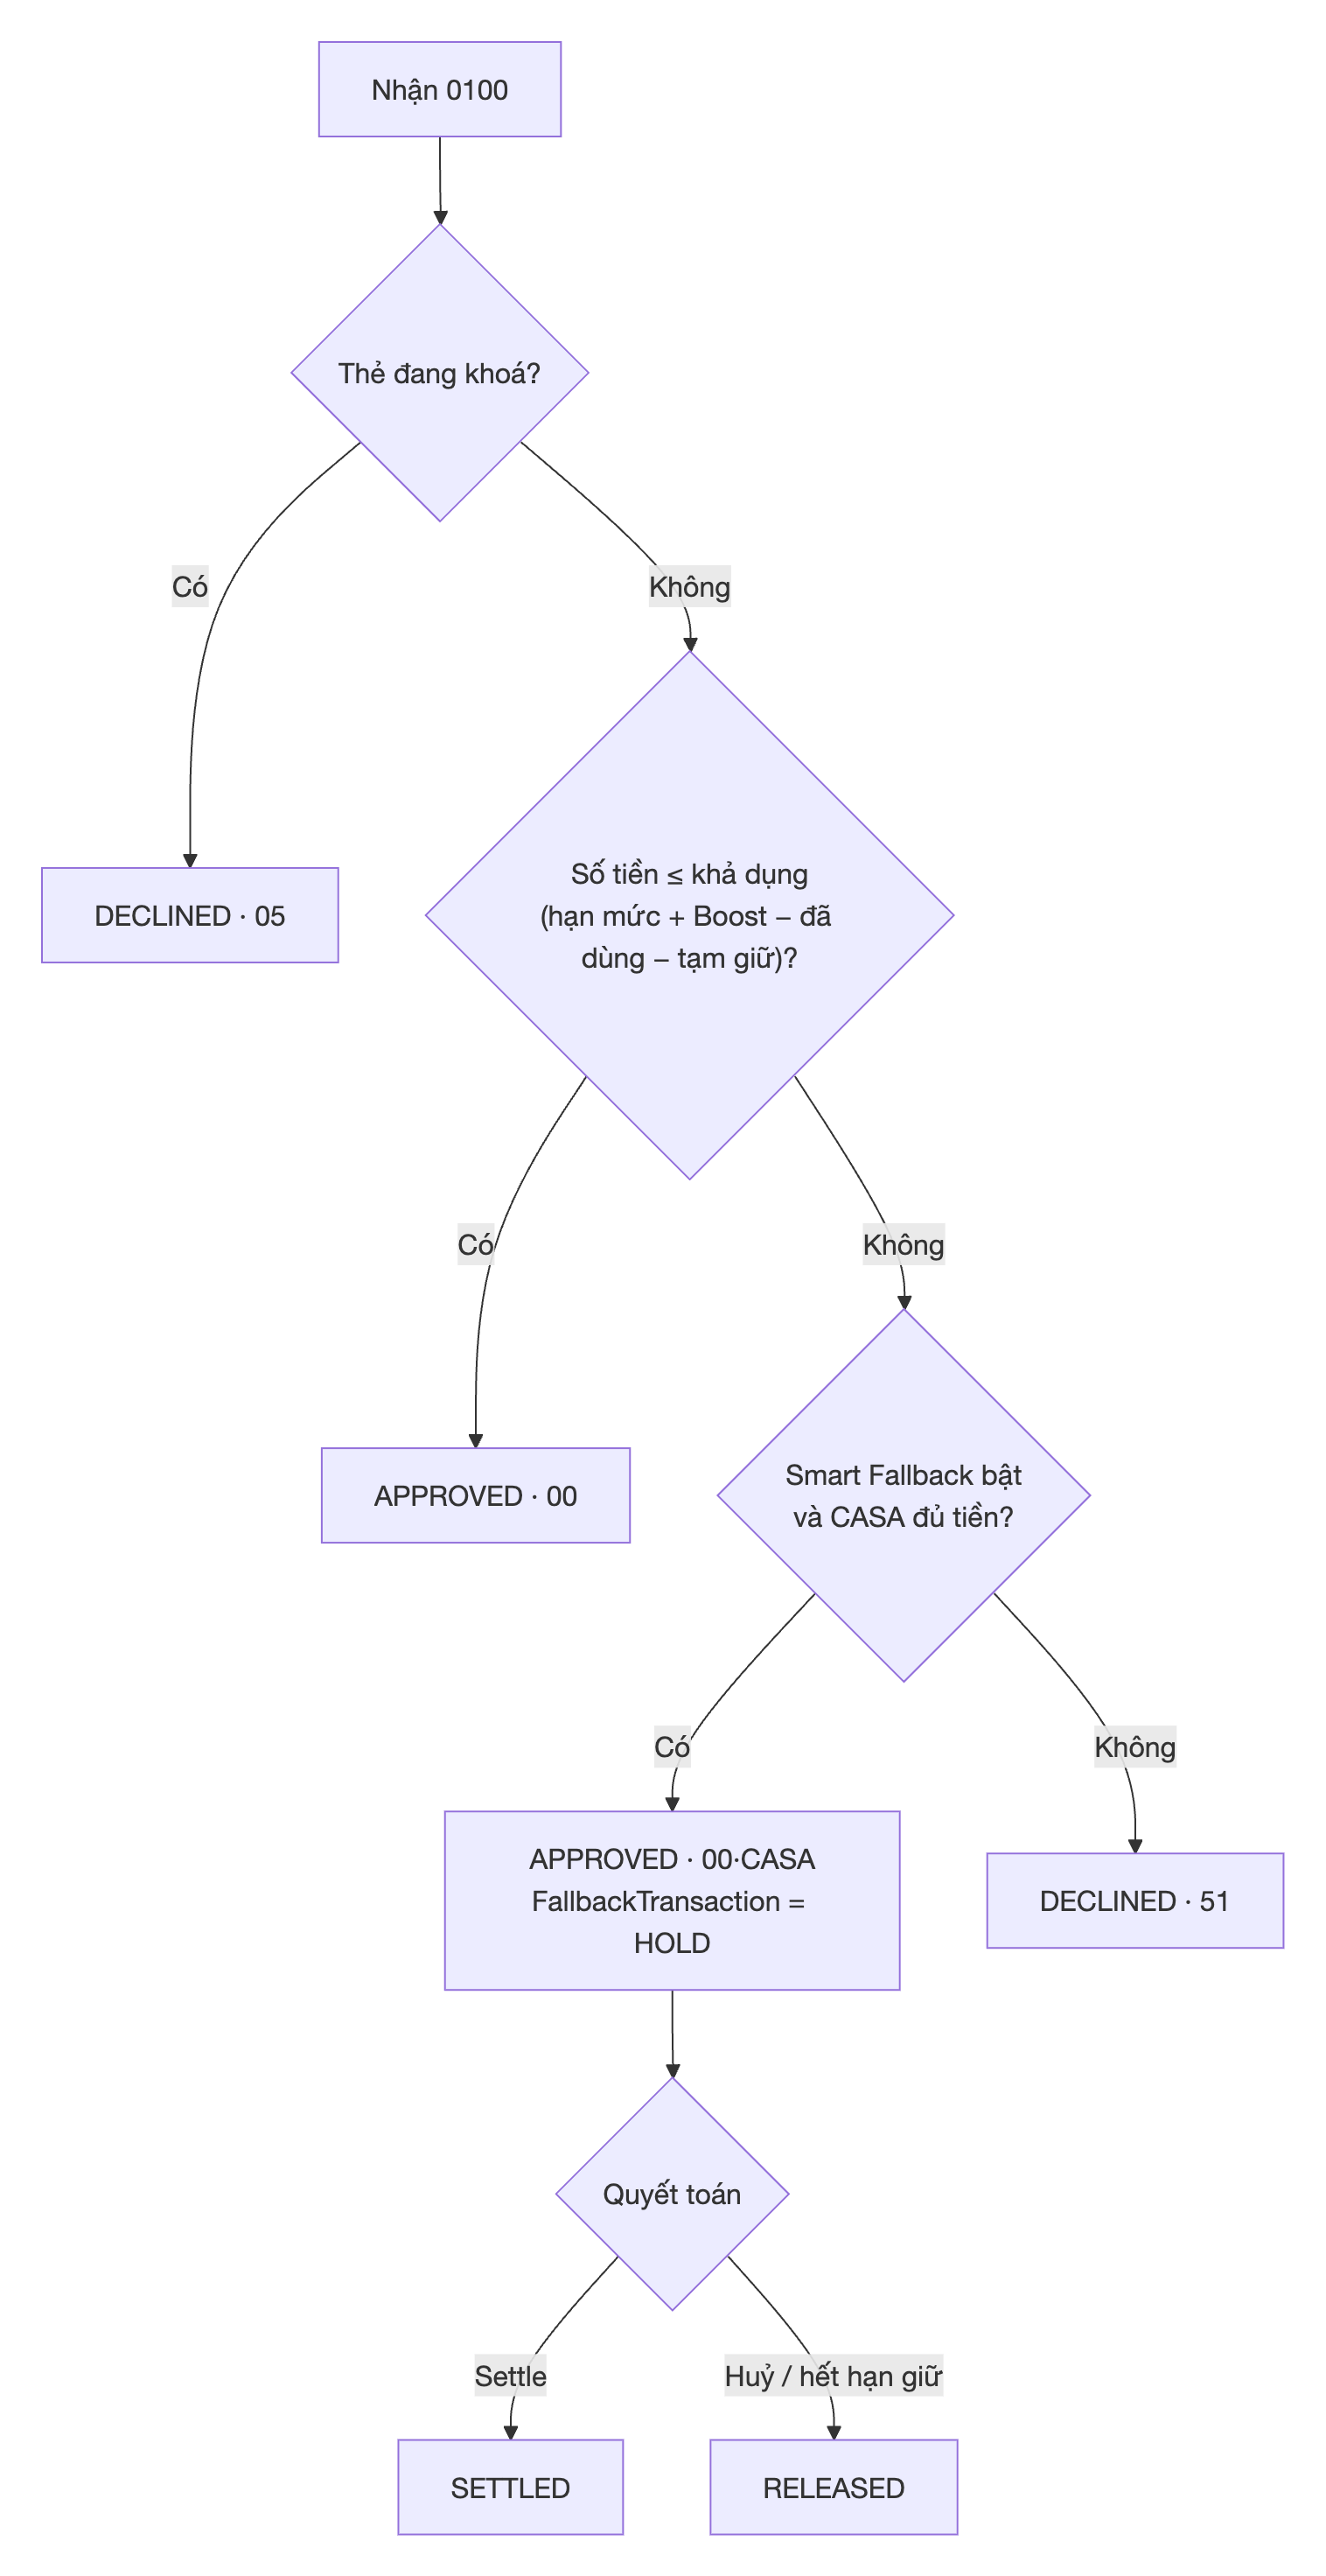 Nhận 0100
Thẻ đang khoá?
Có
Không
DECLINED · 05
Số tiền ≤ khả dụng
(hạn mức + Boost − đã
dùng − tạm giữ)?
Có
Không
APPROVED · 00
Smart Fallback bật
và CASA đủ tiền?
Có
Không
APPROVED · 00·CASA
FallbackTransaction =
HOLD
DECLINED · 51
Quyết toán
Settle
Huỷ / hết hạn giữ
SETTLED
RELEASED